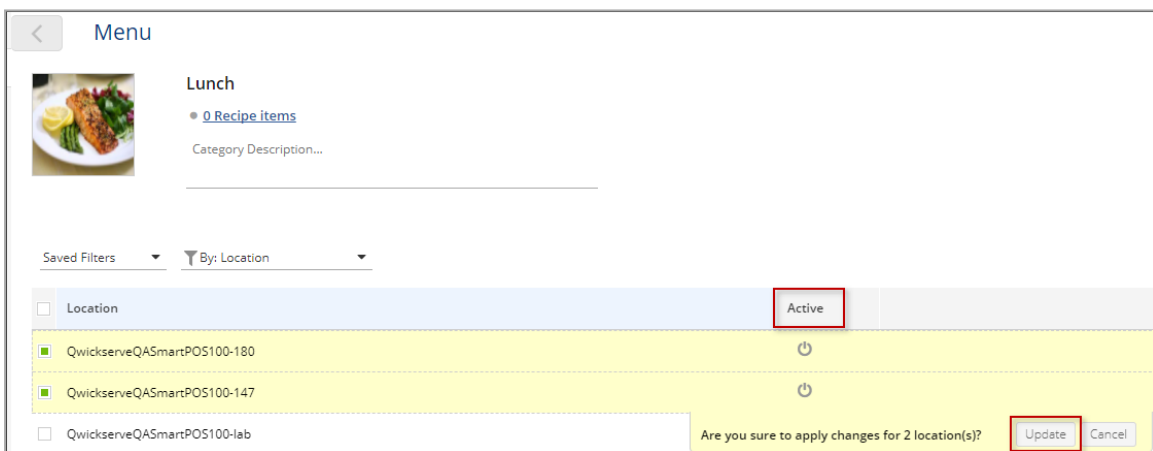 Menu
Lunch
0 Recipe items
Category Description...
Saved Filters By: Location
Location Active
QwickserveQASmartPOS100-180
QwickserveQASmartPOS100-147
QwickserveQASmartPOS100-lab Are you sure to apply changes for 2 location(s)? Update Cancel